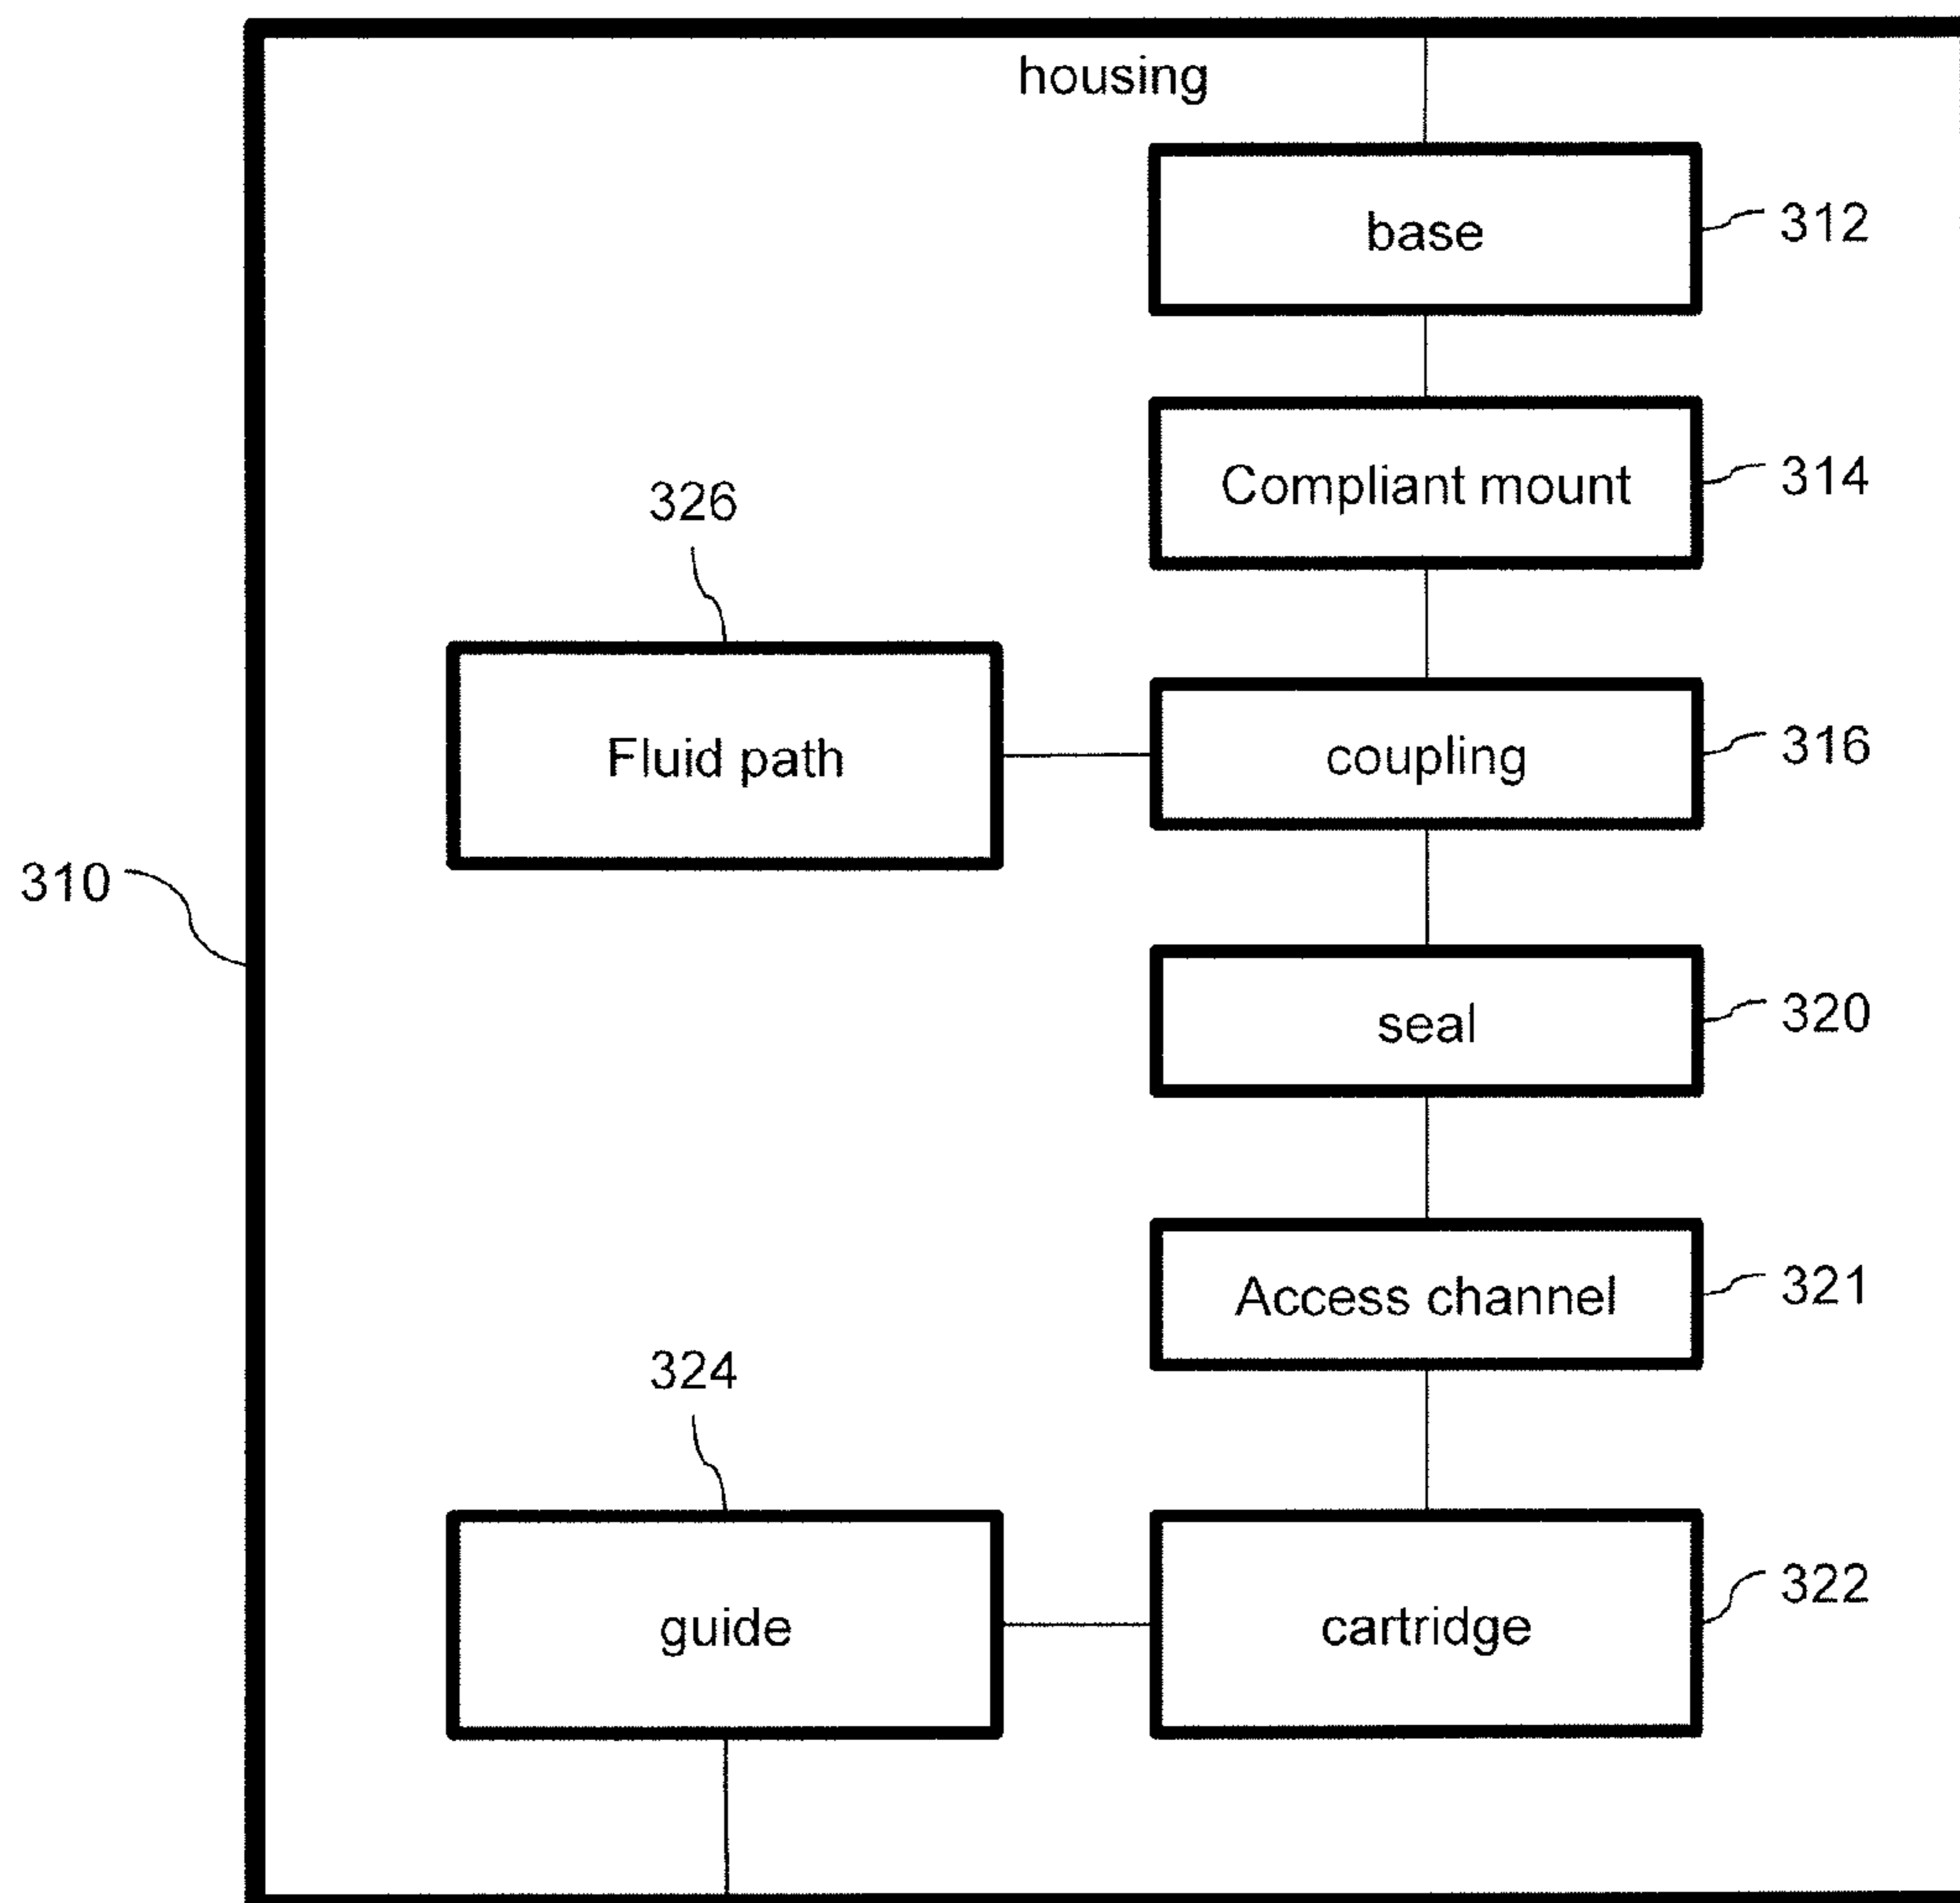 housing
base
312
Compliant mount
314
326
Fluid path
coupling
316
310
seal
320
Access channel
321
324
guide
cartridge
322